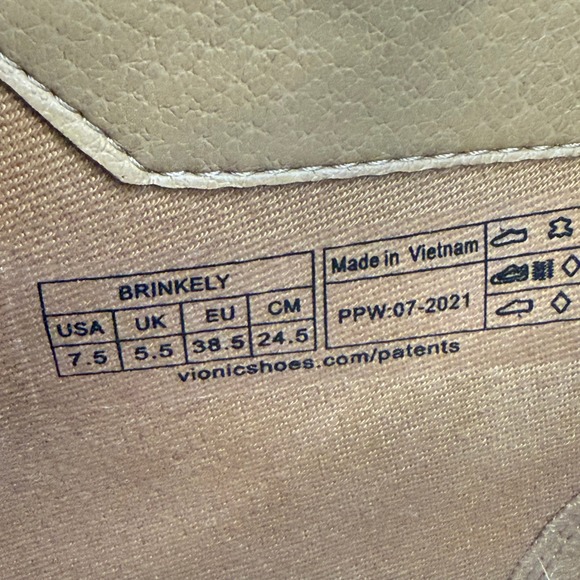 BRINKELY
USA UK EU CM
7.5 5.5 38.5 24.5
Made in Vietnam
PPW:07-2021
vionicshoes.com/patents